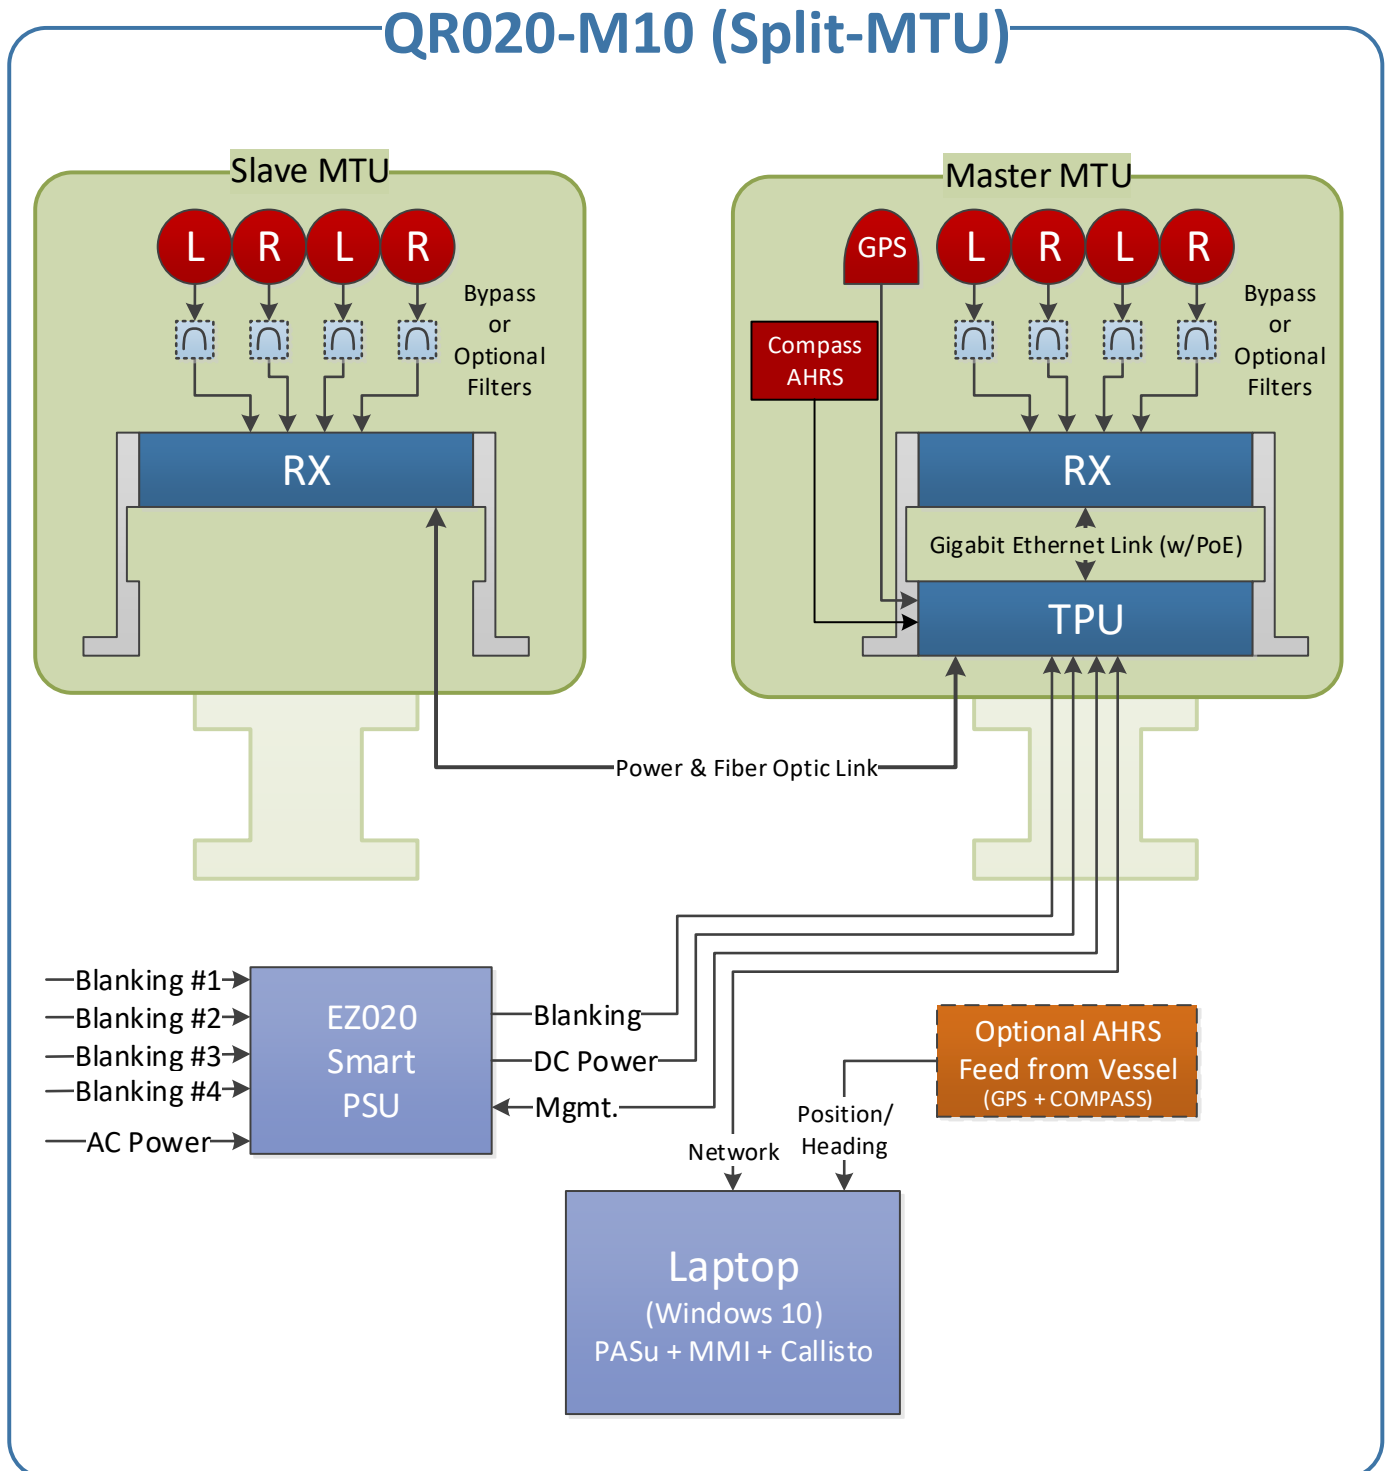 QR020-M10 (Split-MTU)
Slave MTU
L R L R
Bypass
or
Optional
Filters
RX
Master MTU
GPS
L R L R
Compass
AHRS
Bypass
or
Optional
Filters
RX
Gigabit Ethernet Link (w/PoE)
TPU
Power & Fiber Optic Link
Blanking #1
Blanking #2
Blanking #3
Blanking #4
AC Power
EZ020
Smart
PSU
Blanking
DC Power
Mgmt.
Optional AHRS
Feed from Vessel
(GPS + COMPASS)
Position/
Heading
Network
Laptop
(Windows 10)
PASu + MMI + Callisto